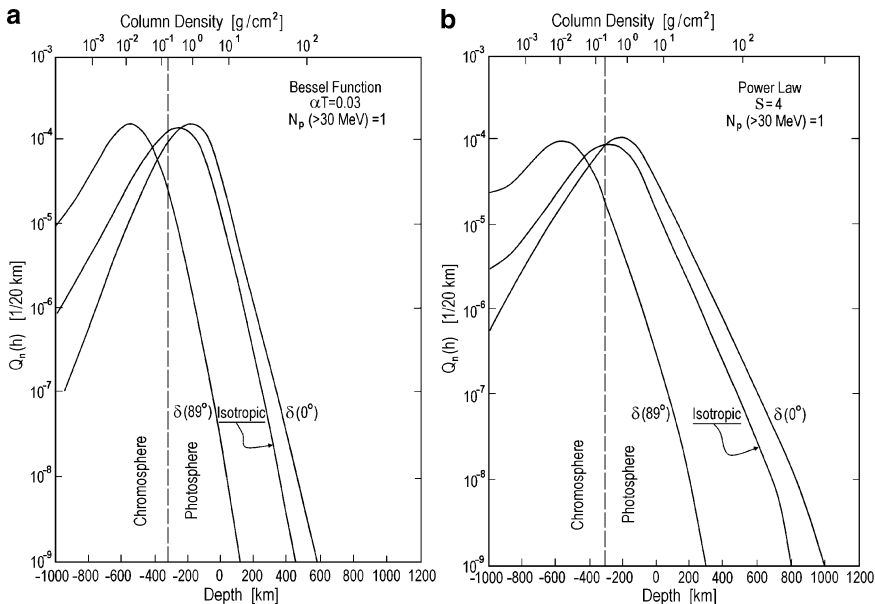 a
Column Density [g/cm²]
10⁻³ 10⁻² 10⁻¹ 10⁰ 10¹ 10²
Bessel Function
αT=0.03
Nₚ (>30 MeV) =1
10⁻³
10⁻⁴
10⁻⁵
10⁻⁶
10⁻⁷
10⁻⁸
10⁻⁹
Qₙ(h) [1/20 km]
δ(89°)
Isotropic
δ(0°)
Chromosphere
Photosphere
-1000 -800 -600 -400 -200 0 200 400 600 800 1000 1200
Depth [km]
b
Column Density [g/cm²]
10⁻³ 10⁻² 10⁻¹ 10⁰ 10¹ 10²
Power Law
S=4
Nₚ (>30 MeV) =1
10⁻³
10⁻⁴
10⁻⁵
10⁻⁶
10⁻⁷
10⁻⁸
10⁻⁹
Qₙ(h) [1/20 km]
δ(89°)
Isotropic
δ(0°)
Chromosphere
Photosphere
-1000 -800 -600 -400 -200 0 200 400 600 800 1000 1200
Depth [km]